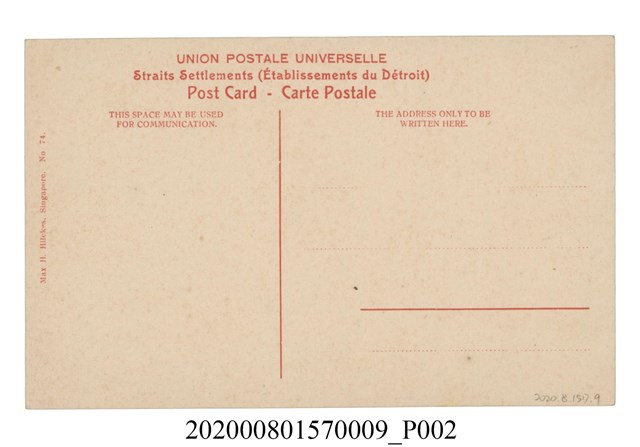 UNION POSTALE UNIVERSELLE
Straits Settlements (Établissements du Détroit)
Post Card - Carte Postale
THIS SPACE MAY BE USED
FOR COMMUNICATION.
THE ADDRESS ONLY TO BE
WRITTEN HERE.
Max H. Hilckes, Singapore. No 74.
2020.8.157.9
202000801570009_P002